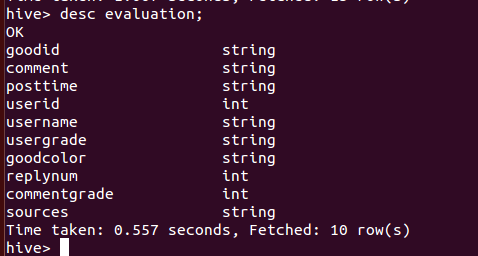 hive> desc evaluation;
OK
goodid string
comment string
posttime string
userid int
username string
usergrade string
goodcolor string
replynum int
commentgrade int
sources string
Time taken: 0.557 seconds, Fetched: 10 row(s)
hive>